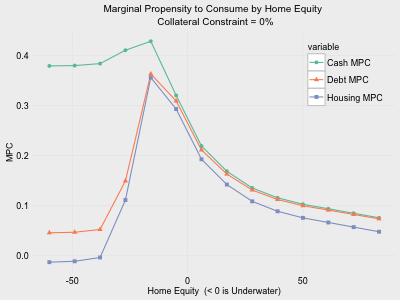 Marginal Propensity to Consume by Home Equity
Collateral Constraint = 0%
variable
Cash MPC
Debt MPC
Housing MPC
MPC
0.4
0.3
0.2
0.1
0.0
-50
0
50
Home Equity (< 0 is Underwater)